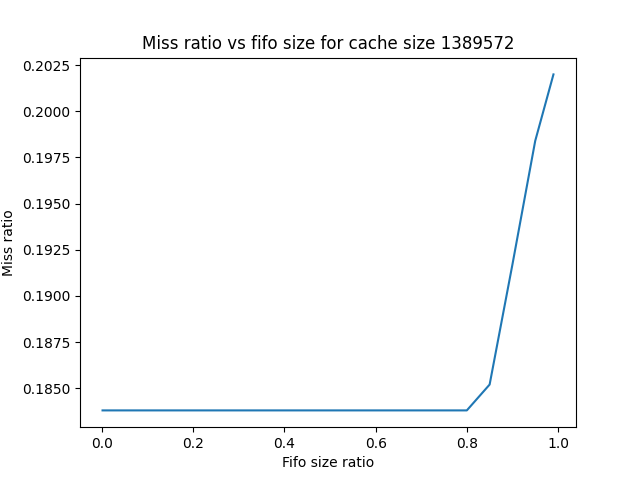 Miss ratio vs fifo size for cache size 1389572
0.2025
0.2000
0.1975
0.1950
0.1925
0.1900
0.1875
0.1850
Miss ratio
0.0 0.2 0.4 0.6 0.8 1.0
Fifo size ratio